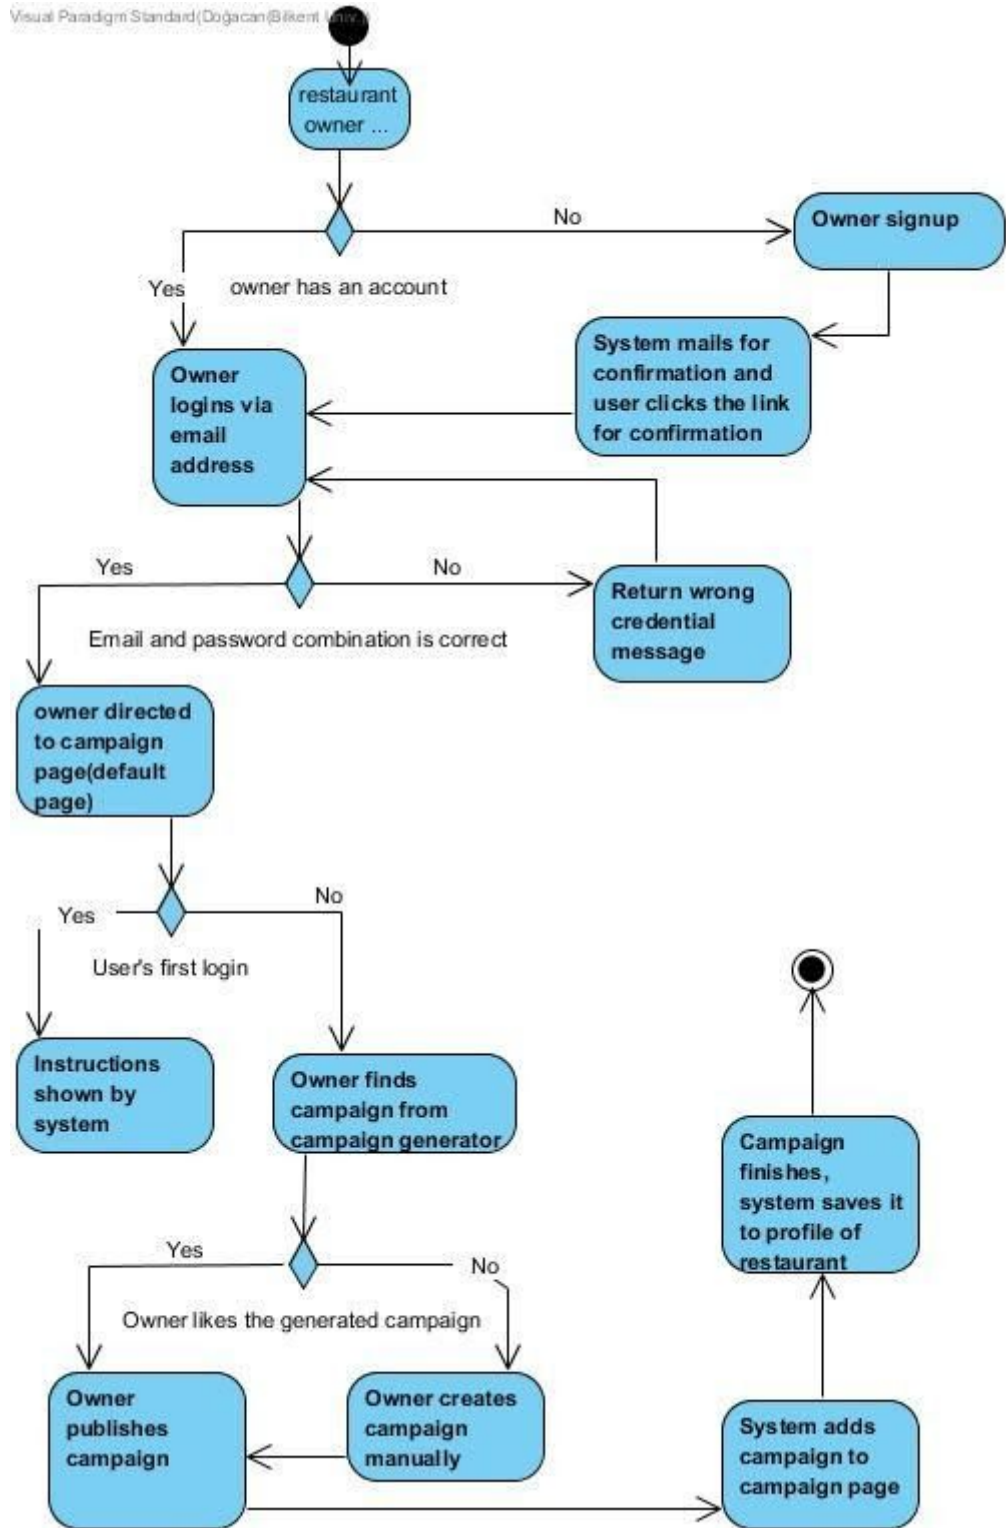 Visual Paradigm Standard(Doğacan(Bilkent Univ.))
restaurant
owner ...
No
Owner signup
Yes
owner has an account
System mails for
confirmation and
user clicks the link
for confirmation
Owner
logins via
email
address
Yes
No
Return wrong
credential
message
Email and password combination is correct
owner directed
to campaign
page(default
page)
No
Yes
User's first login
Instructions
shown by
system
Owner finds
campaign from
campaign generator
Campaign
finishes,
system saves it
to profile of
restaurant
Yes
No
Owner likes the generated campaign
Owner
publishes
campaign
Owner creates
campaign
manually
System adds
campaign to
campaign page